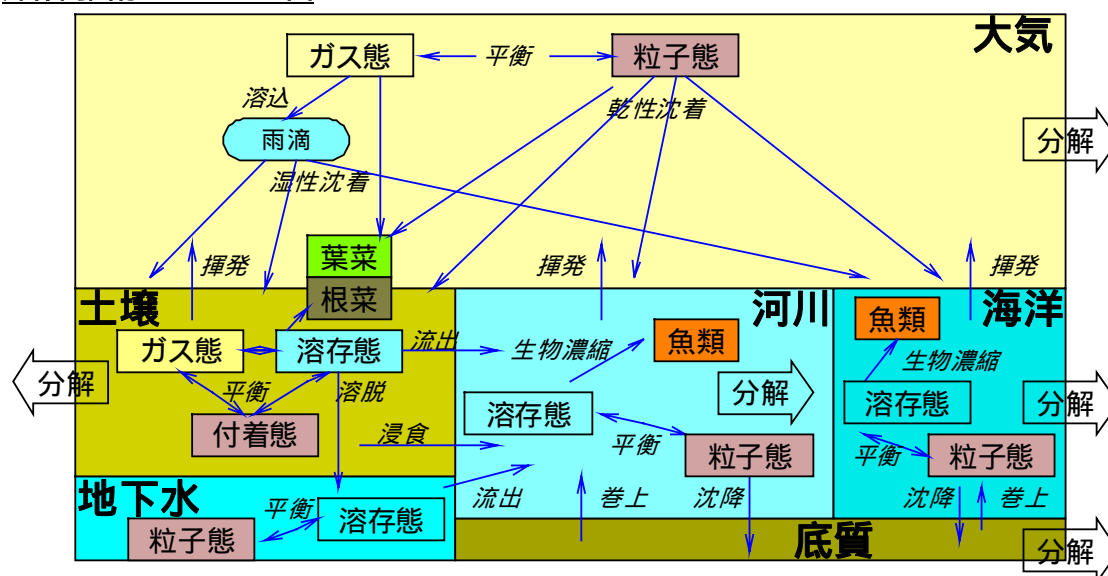 大気
ガス態
平衡
粒子態
溶込
乾性沈着
雨滴
分解
湿性沈着
葉菜
揮発
揮発
揮発
根菜
土壌
河川
海洋
魚類
ガス態
溶存態
流出
生物濃縮
魚類
生物濃縮
分解
平衡
溶脱
分解
溶存態
分解
付着態
浸食
溶存態
平衡
粒子態
平衡
粒子態
地下水
平衡
溶存態
流出
巻上
沈降
沈降
巻上
粒子態
底質
分解